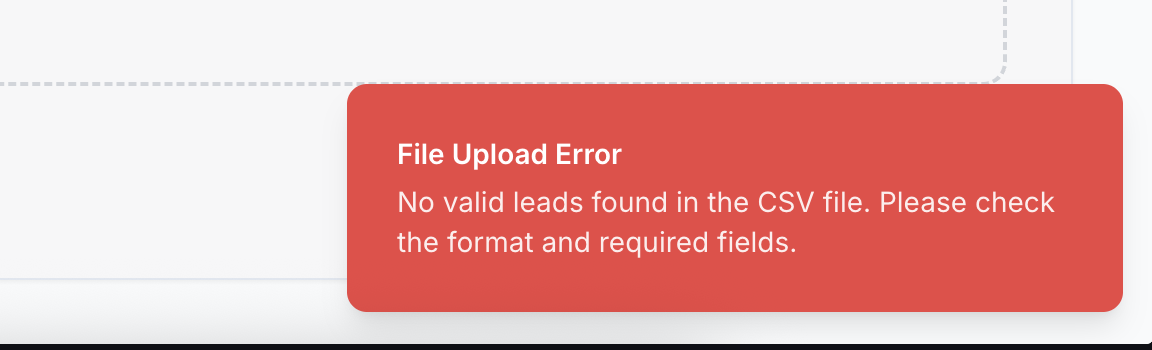 File Upload Error
No valid leads found in the CSV file. Please check
the format and required fields.